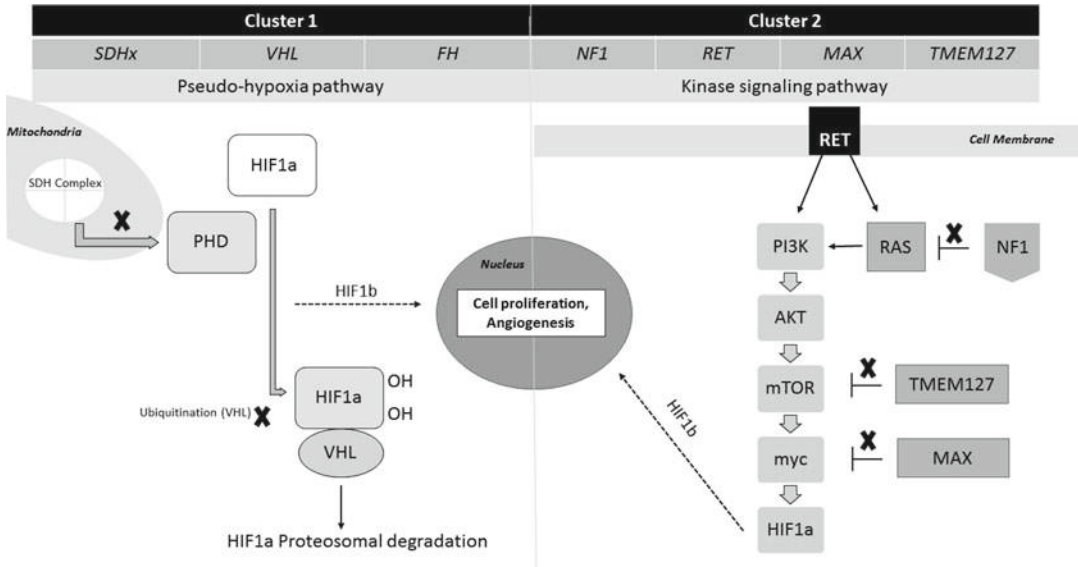 Cluster 1
Cluster 2
SDHx
VHL
FH
NF1
RET
MAX
TMEM127
Pseudo-hypoxia pathway
Kinase signaling pathway
Mitochondria
SDH Complex
X
PHD
HIF1a
HIF1b
HIF1a
OH
OH
Ubiquitination (VHL)
X
VHL
HIF1a Proteosomal degradation
Nucleus
Cell proliferation,
Angiogenesis
RET
Cell Membrane
PI3K
RAS
X
NF1
AKT
mTOR
X
TMEM127
myc
X
MAX
HIF1a
HIF1b